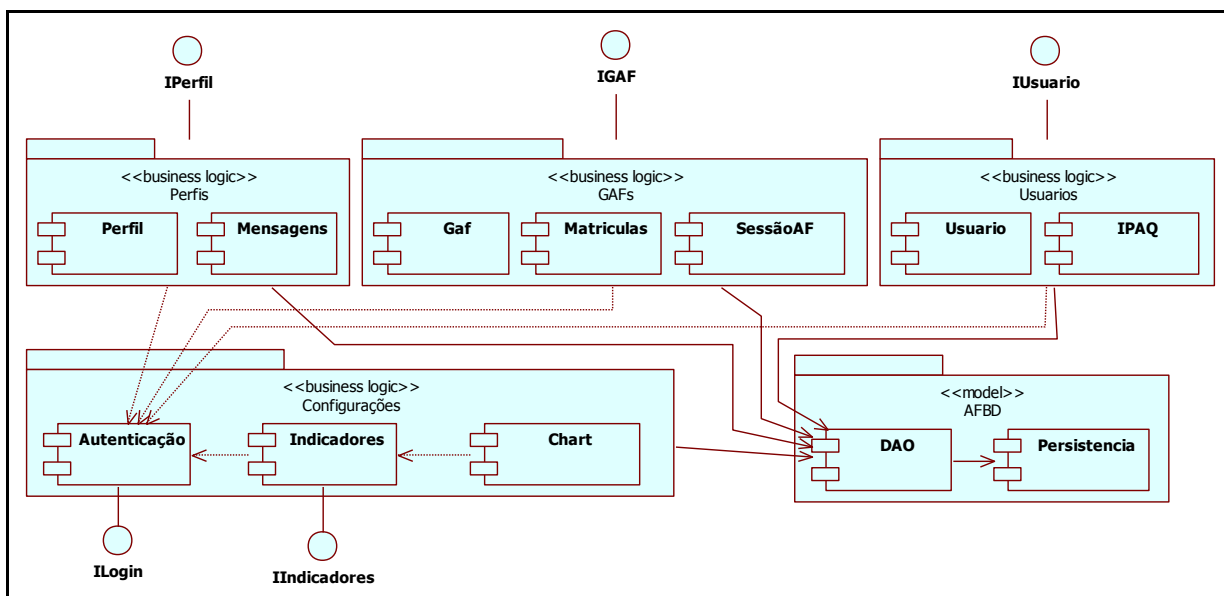 IPerfil
IGAF
IUsuario
<<business logic>>
Perfis
Perfil
Mensagens
<<business logic>>
GAFs
Gaf
Matriculas
SessãoAF
<<business logic>>
Usuarios
Usuario
IPAQ
<<business logic>>
Configurações
Autenticação
Indicadores
Chart
<<model>>
AFBD
DAO
Persistencia
ILogin
IIndicadores